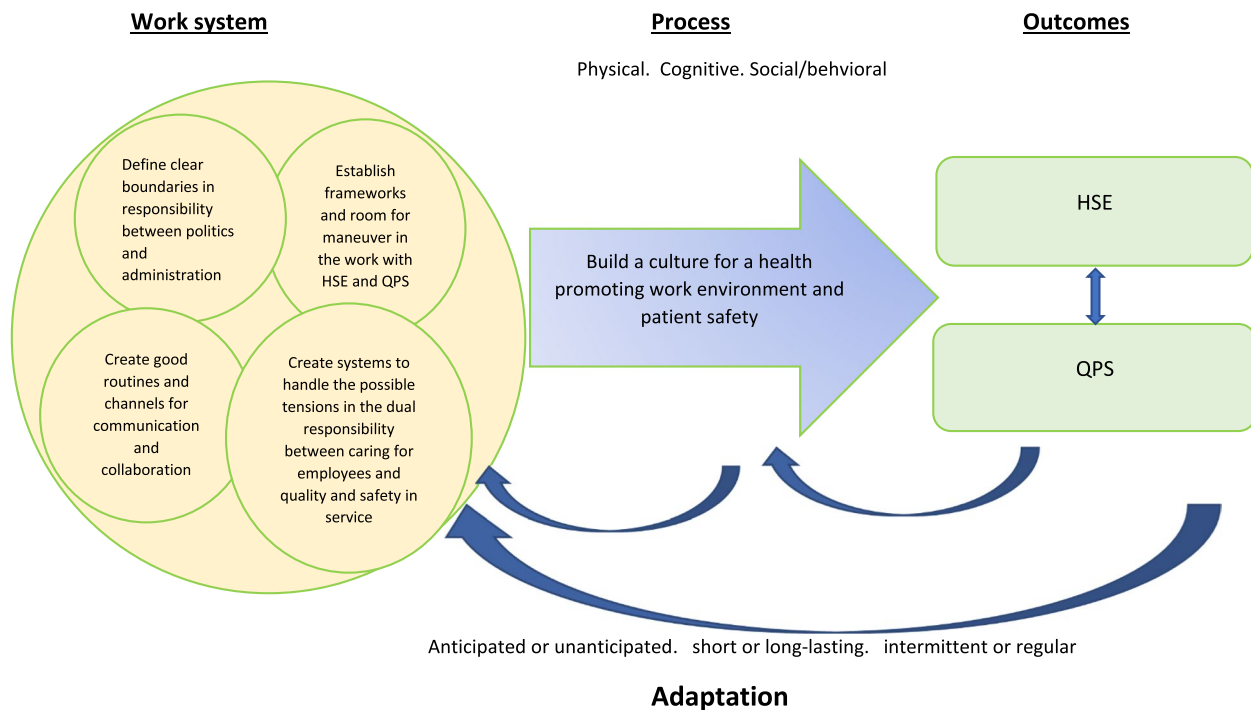 Work system
Process
Outcomes
Physical.  Cognitive. Social/behvioral
Define clear
boundaries in
responsibility
between politics
and
administration
Establish
frameworks
and room for
maneuver in
the work with
HSE and QPS
Create good
routines and
channels for
communication
and
collaboration
Create systems to
handle the possible
tensions in the dual
responsibility
between caring for
employees and
quality and safety in
service
Build a culture for a health
promoting work environment and
patient safety
HSE
QPS
Anticipated or unanticipated.   short or long-lasting.   intermittent or regular
Adaptation